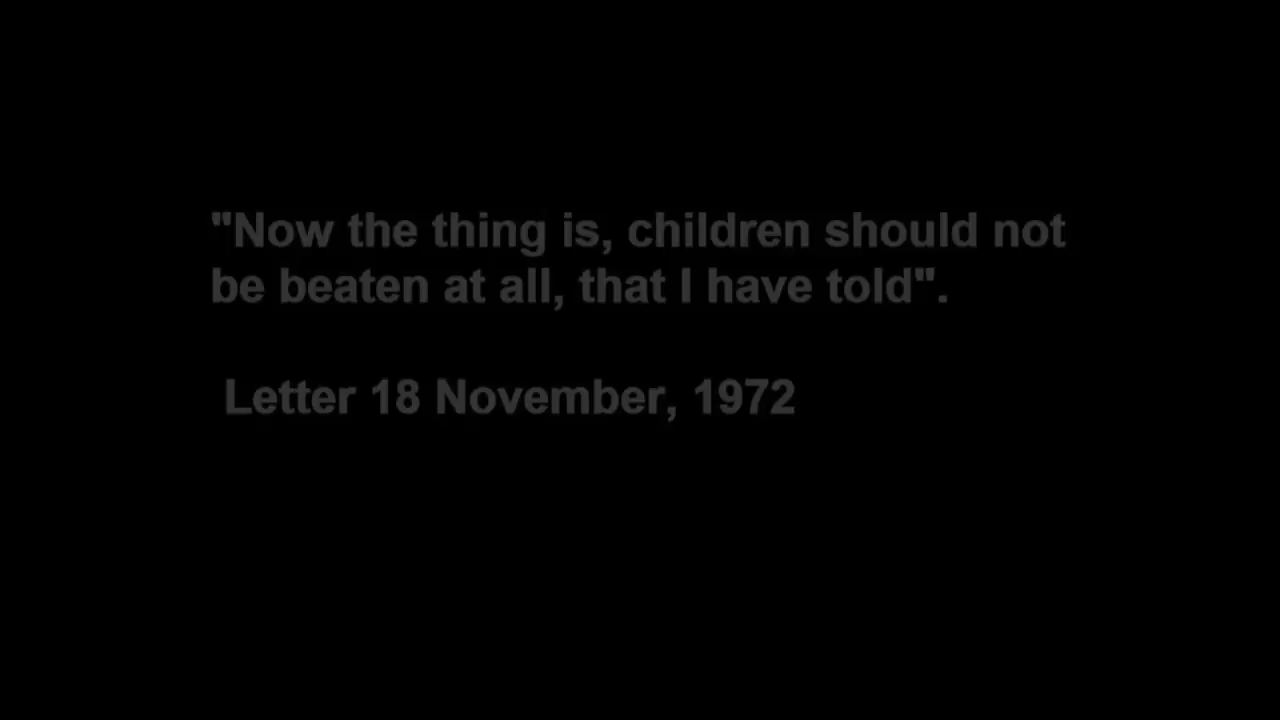 "Now the thing is, children should not
be beaten at all, that I have told".
Letter 18 November, 1972